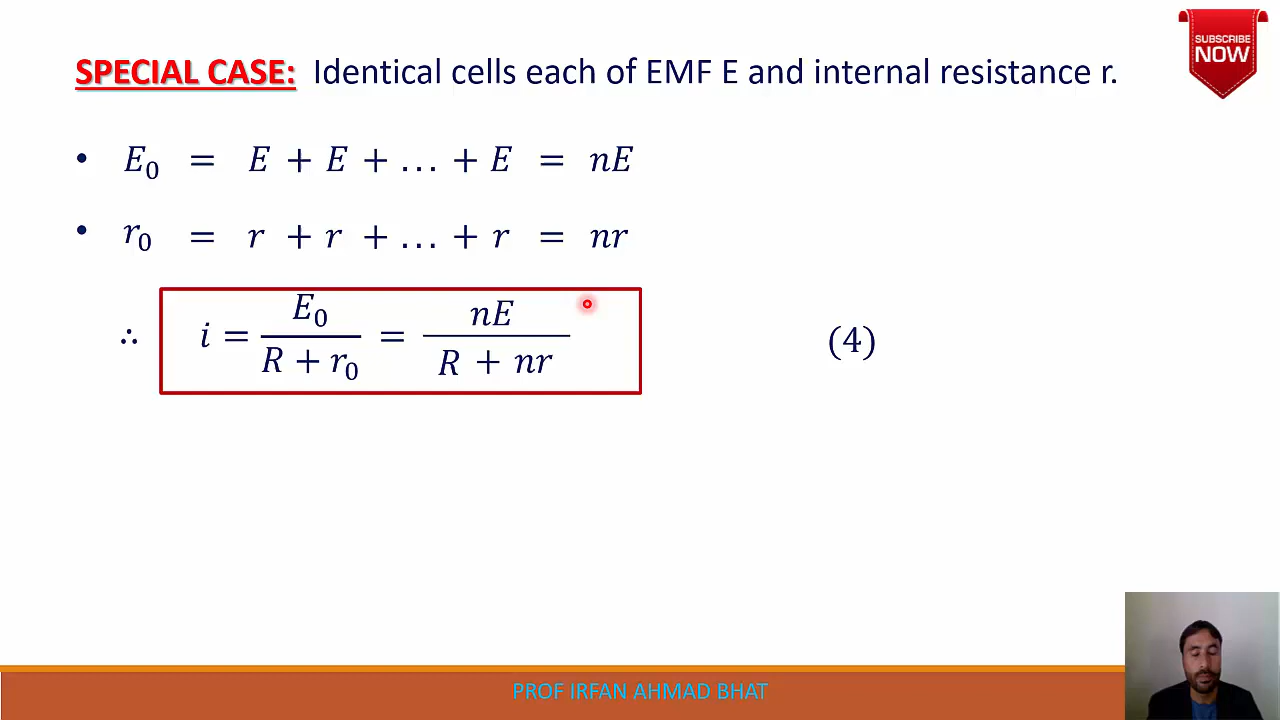 SUBSCRIBE
NOW
SPECIAL CASE: Identical cells each of EMF E and internal resistance r.
• E₀ = E + E + … + E = nE
• r₀ = r + r + … + r = nr
∴ i = E₀ / (R + r₀) = nE / (R + nr) (4)
PROF IRFAN AHMAD BHAT